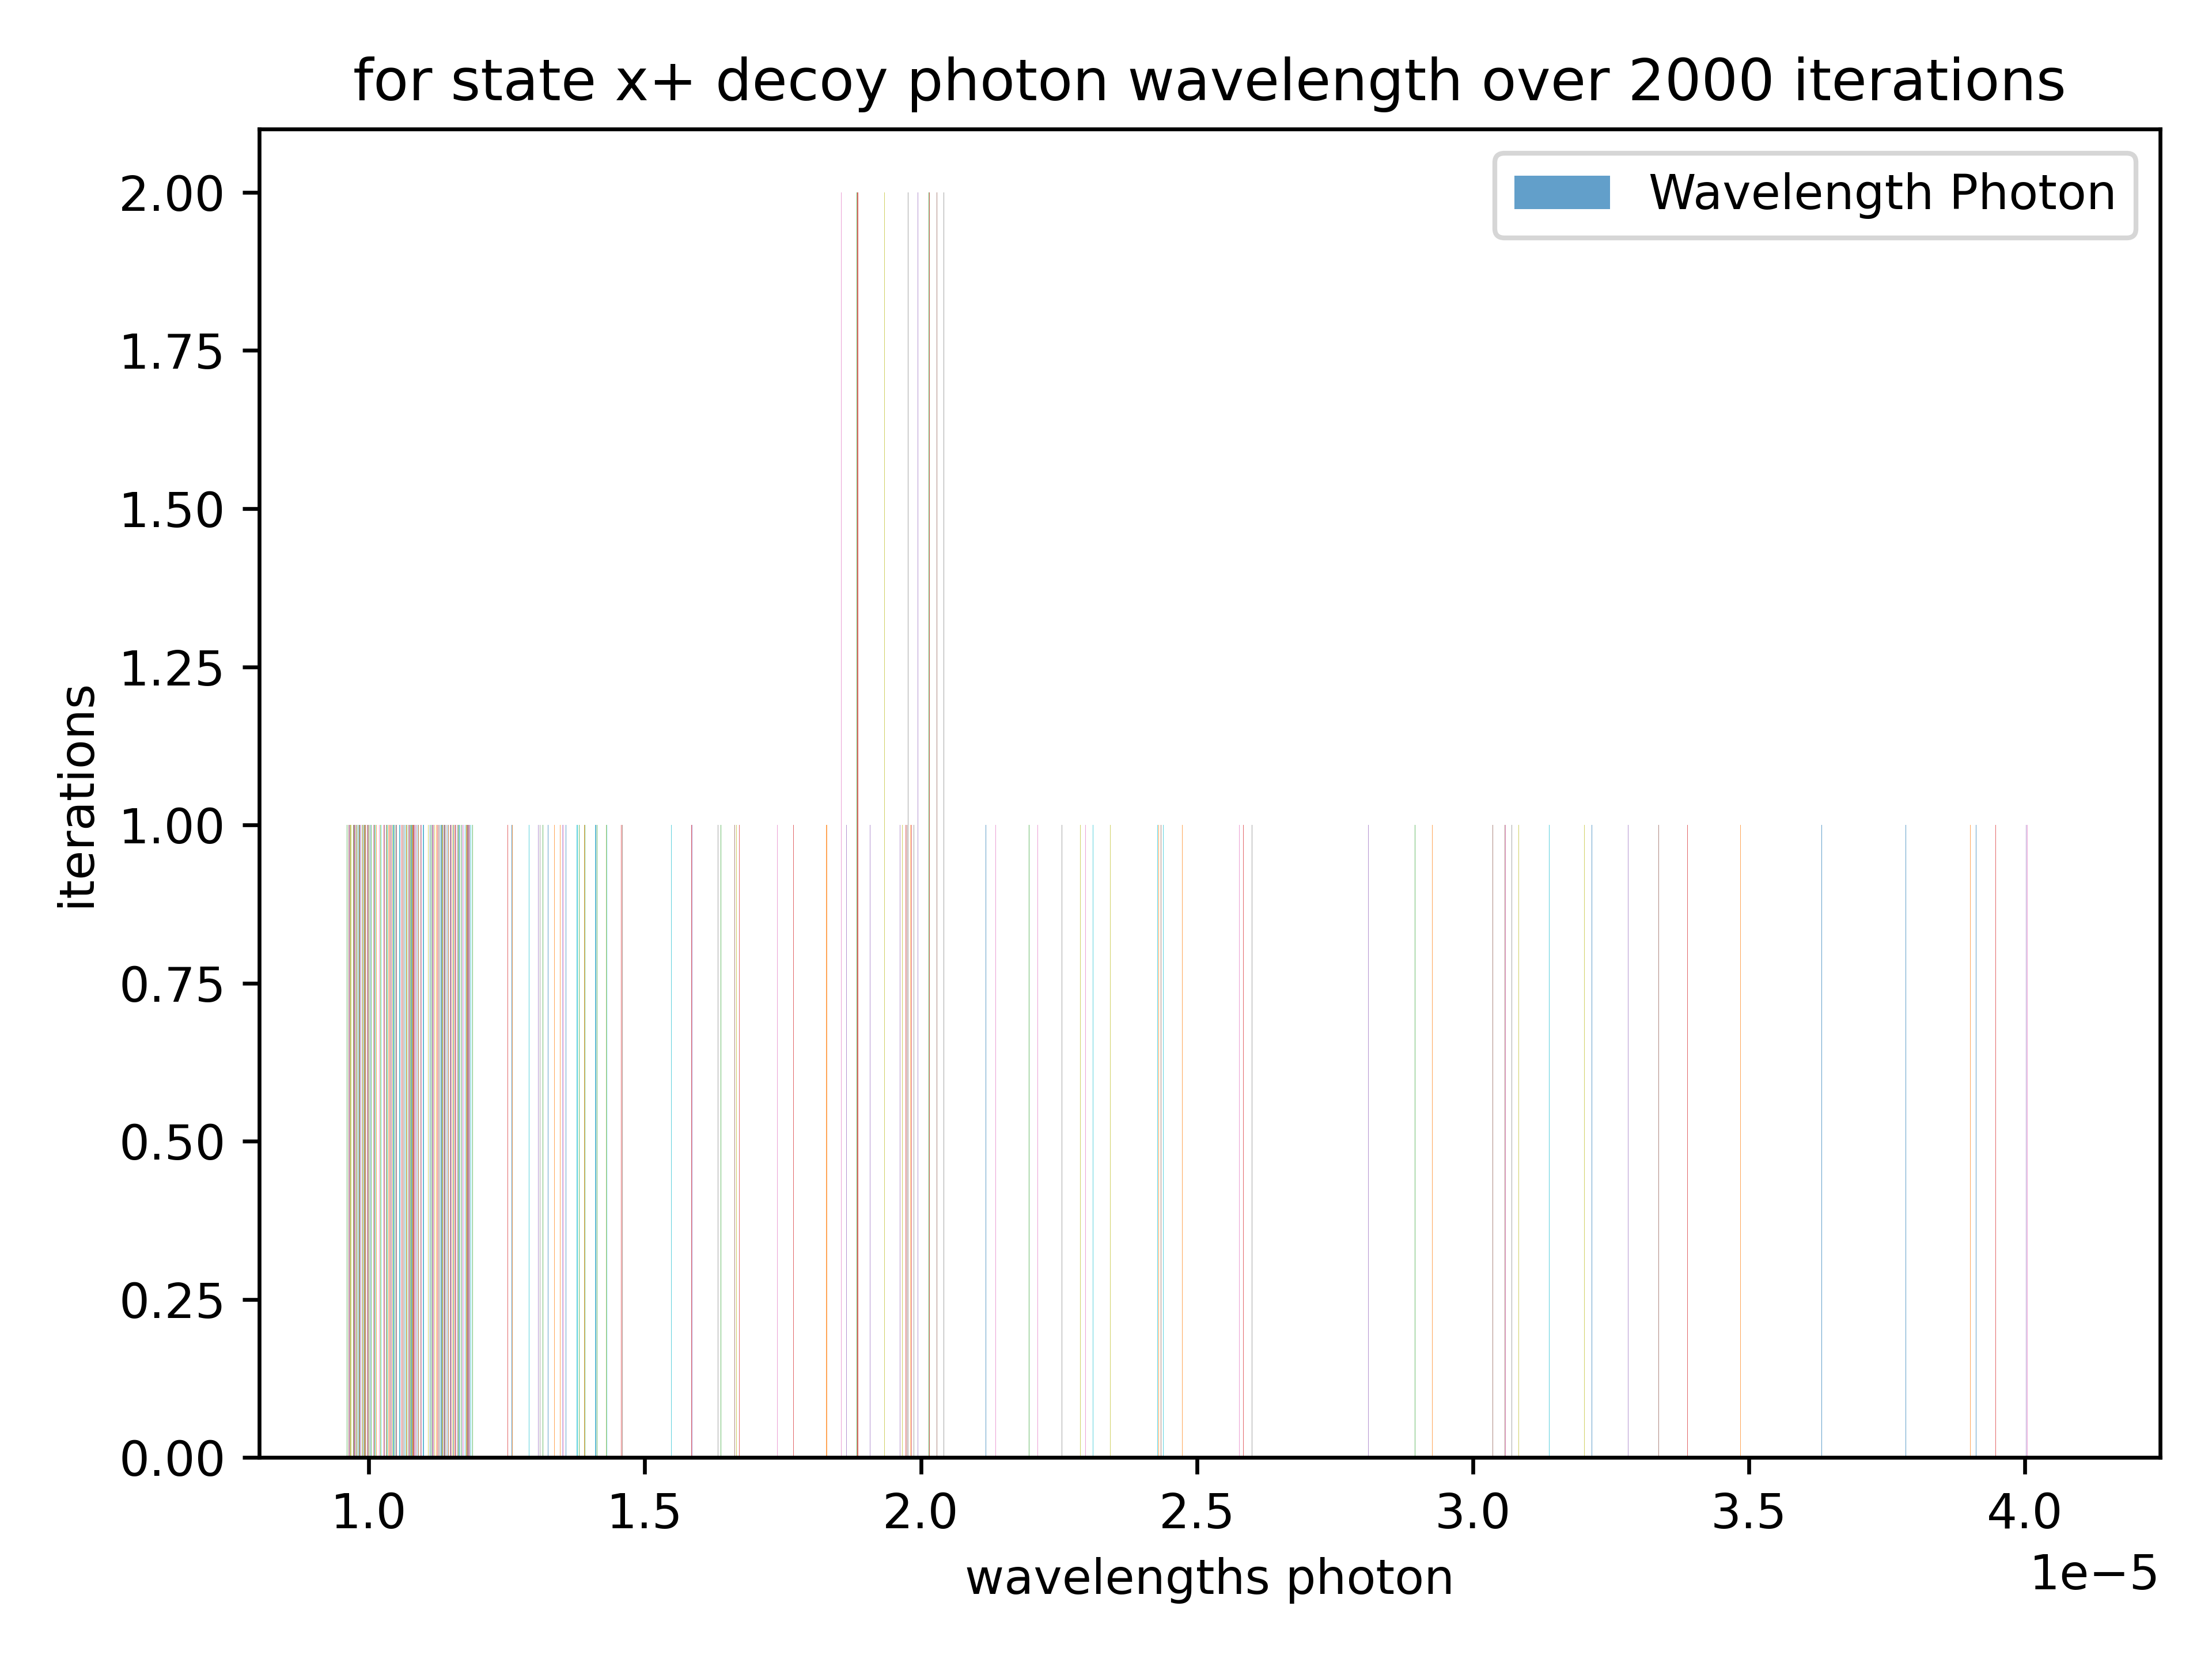 for state x+ decoy photon wavelength over 2000 iterations
Wavelength Photon
2.00
1.75
1.50
1.25
1.00
0.75
0.50
0.25
0.00
iterations
1.0 1.5 2.0 2.5 3.0 3.5 4.0
1e−5
wavelengths photon